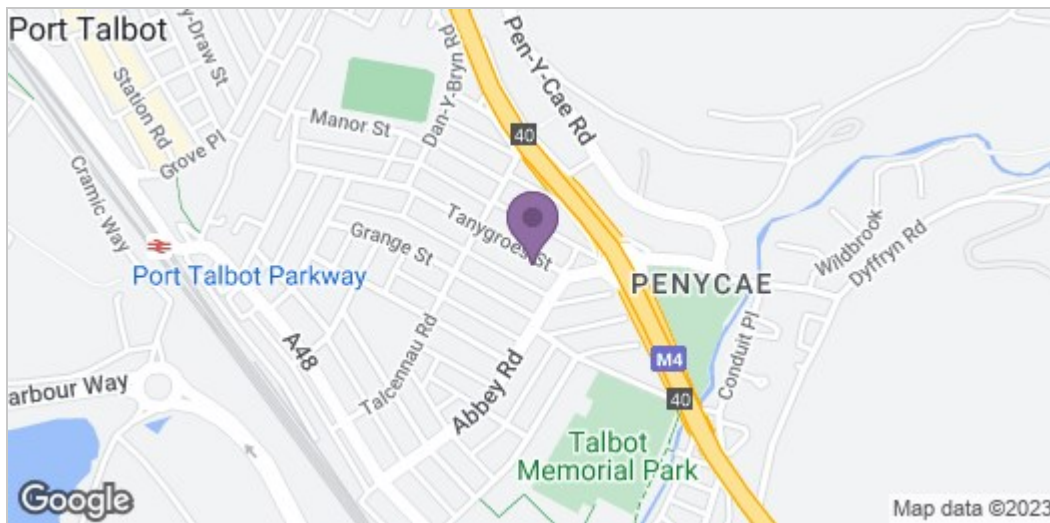 Port Talbot
y-Draw St
Station Rd
Grove Pl
Cramic Way
Manor St
Dan-Y-Bryn Rd
Pen-Y-Cae Rd
40
Tanygroes St
Grange St
Port Talbot Parkway
Wildbrook
Dyffryn Rd
PENYCAE
Conduit Pl
A48
Talcennau Rd
Abbey Rd
M4
40
arbour Way
Talbot
Memorial Park
Google
Map data ©2023